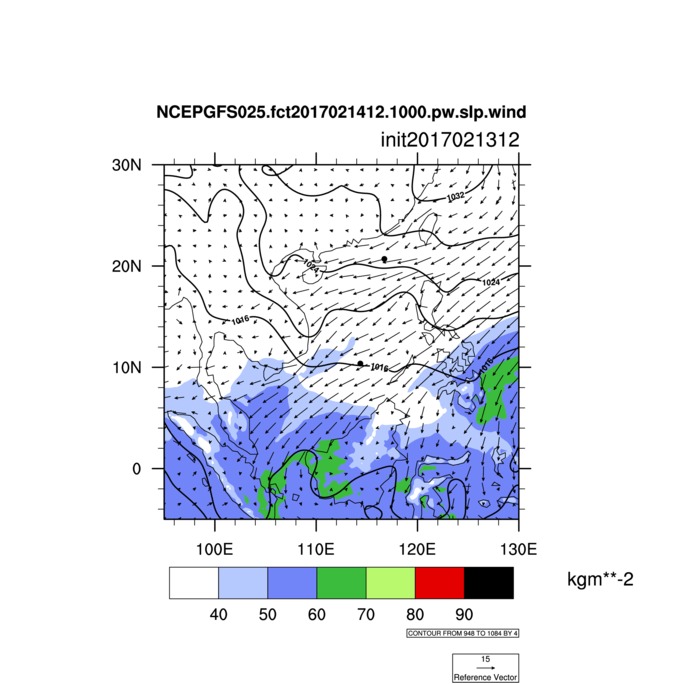 NCEPGFS025.fct2017021412.1000.pw.slp.wind
init2017021312
30N
1032
20N
1024
1024
1016
10N
1016
1016
0
100E 110E 120E 130E
kgm**-2
40 50 60 70 80 90
CONTOUR FROM 948 TO 1084 BY 4
15
Reference Vector